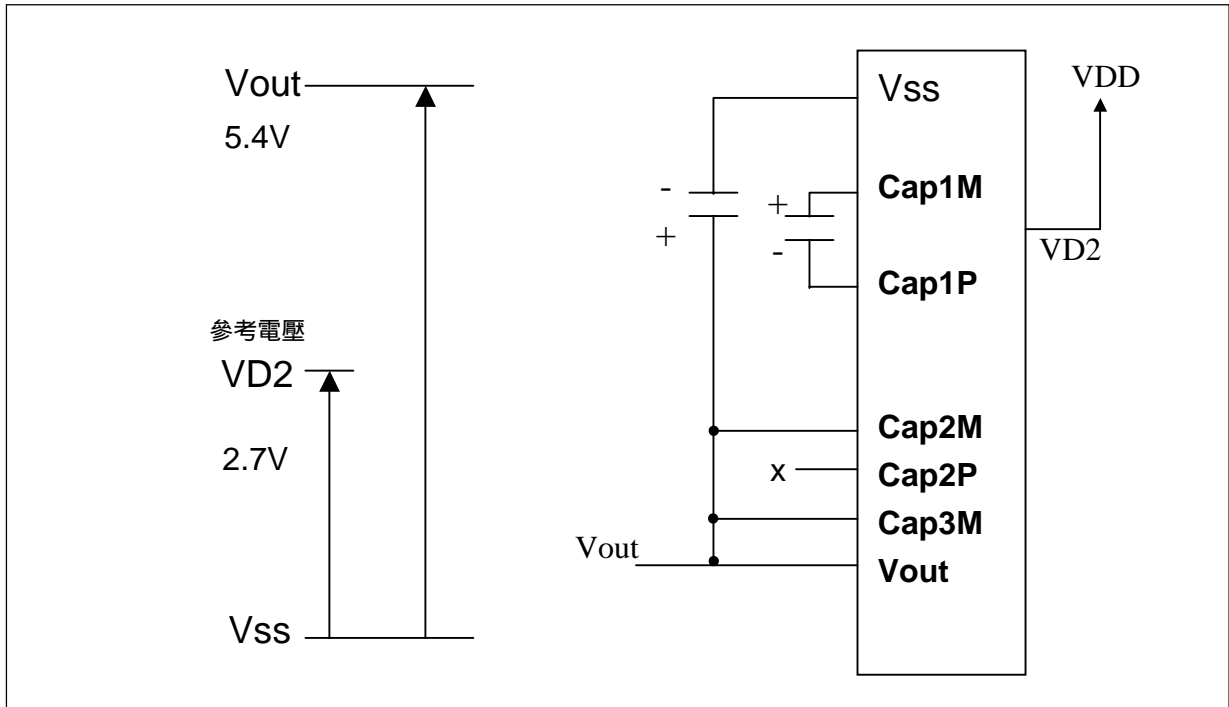 Vout
5.4V
參考電壓
VD2
2.7V
Vss
Vss
Cap1M
Cap1P
Cap2M
Cap2P
Cap3M
Vout
-
+
+
-
x
Vout
VDD
VD2